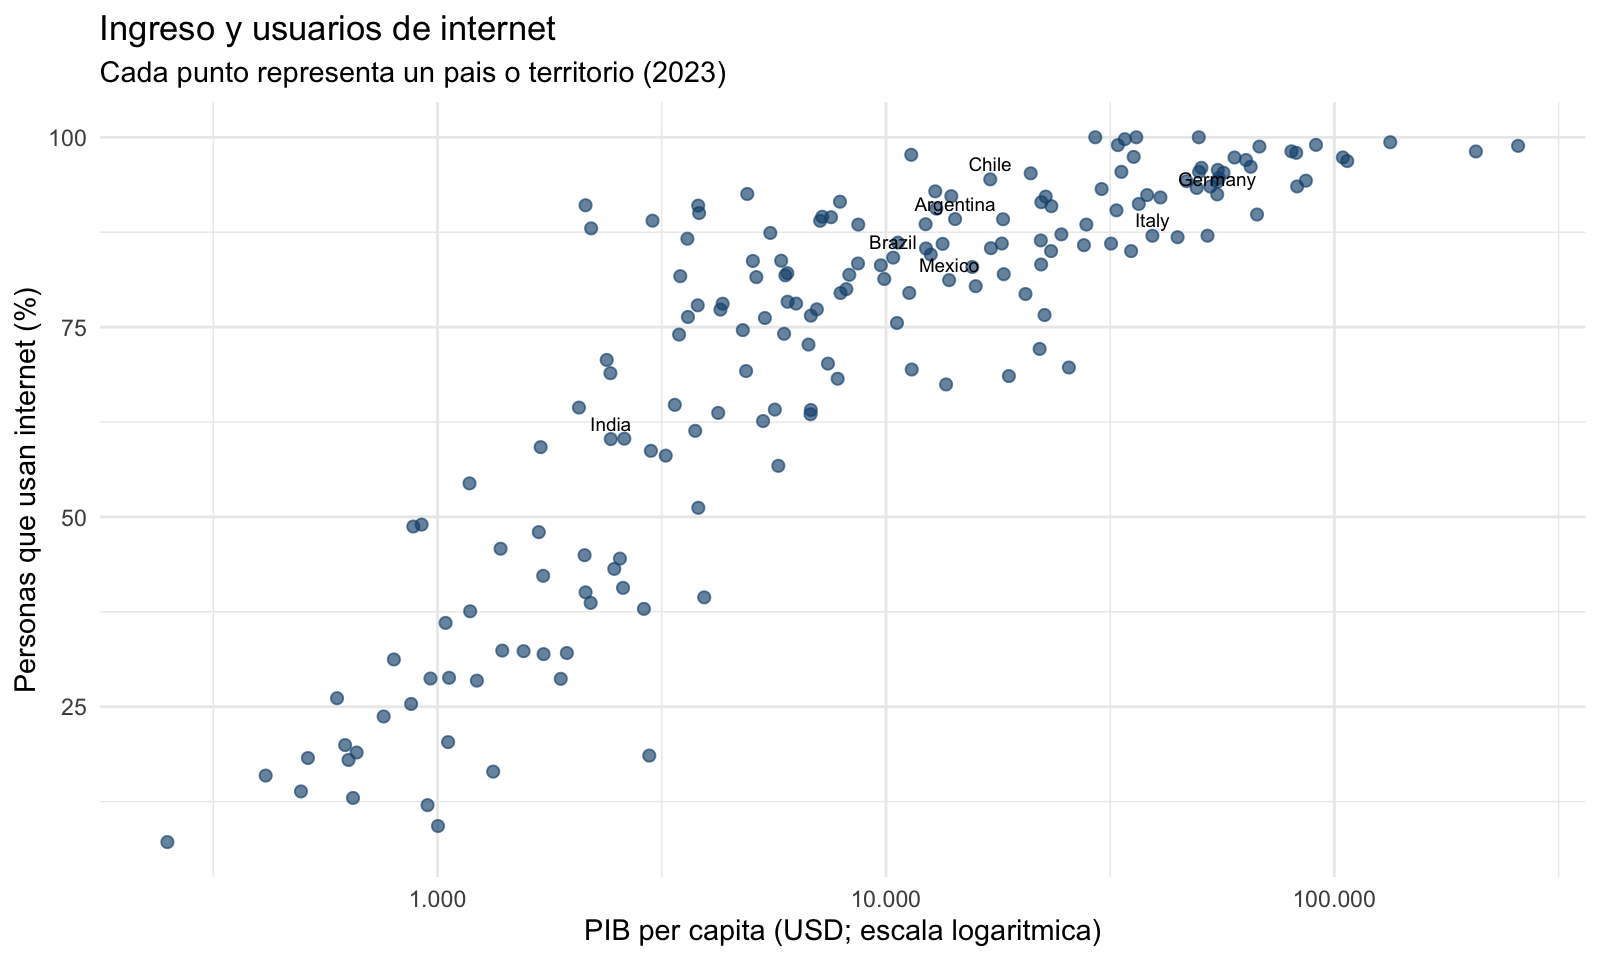 Ingreso y usuarios de internet
Cada punto representa un pais o territorio (2023)
Personas que usan internet (%)
100
75
50
25
Chile
Germany
Argentina
Italy
Brazil
Mexico
India
1.000
10.000
100.000
PIB per capita (USD; escala logaritmica)